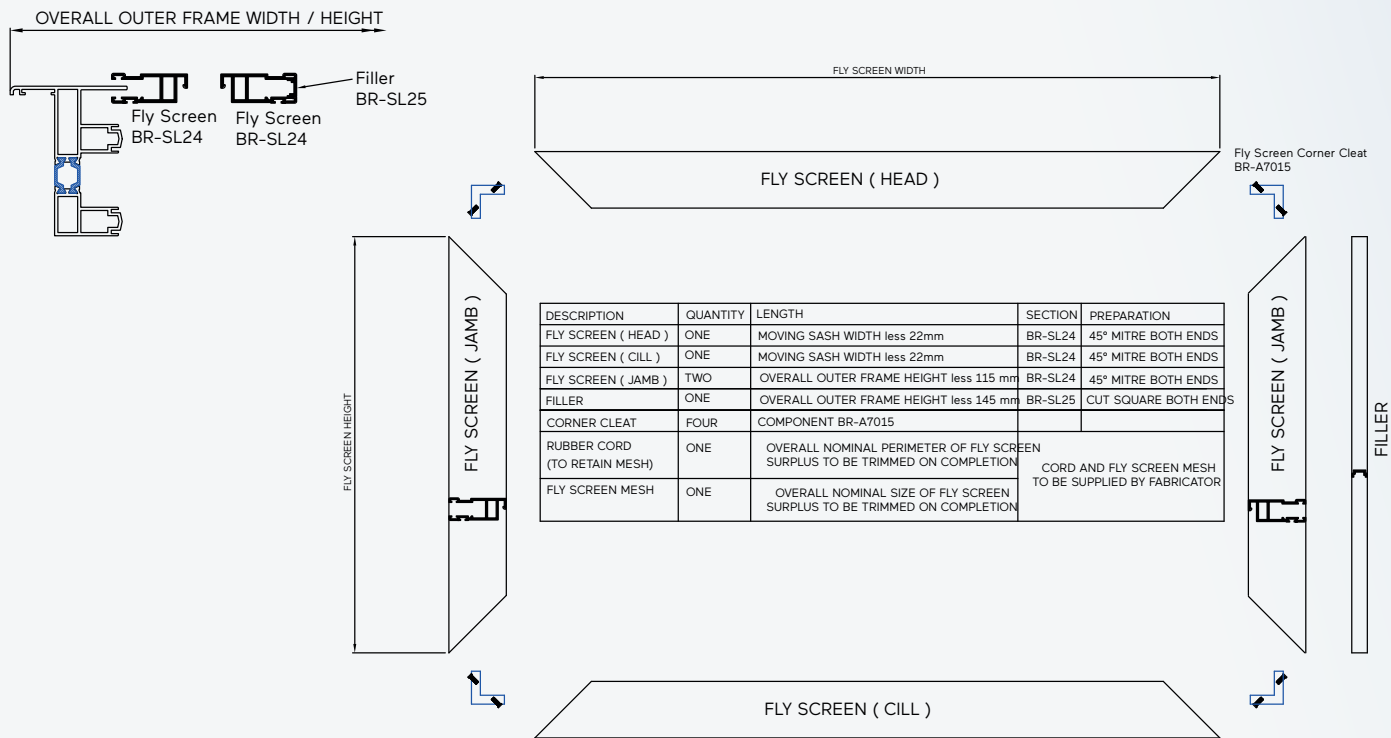 OVERALL OUTER FRAME WIDTH / HEIGHT
Filler
BR-SL25
Fly Screen
BR-SL24
Fly Screen
BR-SL24
FLY SCREEN WIDTH
Fly Screen Corner Cleat
BR-A7015
FLY SCREEN ( HEAD )
FLY SCREEN HEIGHT
FLY SCREEN ( JAMB )
DESCRIPTION QUANTITY LENGTH SECTION PREPARATION
FLY SCREEN ( HEAD ) ONE MOVING SASH WIDTH less 22mm BR-SL24 45° MITRE BOTH ENDS
FLY SCREEN ( CILL ) ONE MOVING SASH WIDTH less 22mm BR-SL24 45° MITRE BOTH ENDS
FLY SCREEN ( JAMB ) TWO OVERALL OUTER FRAME HEIGHT less 115 mm BR-SL24 45° MITRE BOTH ENDS
FILLER ONE OVERALL OUTER FRAME HEIGHT less 145 mm BR-SL25 CUT SQUARE BOTH ENDS
CORNER CLEAT FOUR COMPONENT BR-A7015
RUBBER CORD
(TO RETAIN MESH)
ONE
OVERALL NOMINAL PERIMETER OF FLY SCREEN
SURPLUS TO BE TRIMMED ON COMPLETION
CORD AND FLY SCREEN MESH
TO BE SUPPLIED BY FABRICATOR
FLY SCREEN MESH
ONE
OVERALL NOMINAL SIZE OF FLY SCREEN
SURPLUS TO BE TRIMMED ON COMPLETION
FLY SCREEN ( JAMB )
FILLER
FLY SCREEN ( CILL )